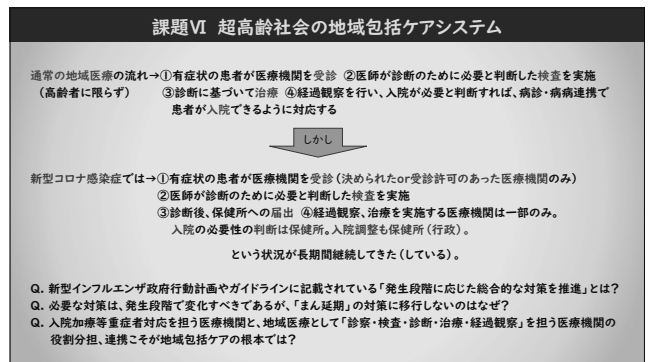 課題Ⅵ 超高齢社会の地域包括ケアシステム
通常の地域医療の流れ→①有症状の患者が医療機関を受診 ②医師が診断のために必要と判断した検査を実施
（高齢者に限らず） ③診断に基づいて治療 ④経過観察を行い、入院が必要と判断すれば、病診・病病連携で
患者が入院できるように対応する
しかし
新型コロナ感染症では→①有症状の患者が医療機関を受診（決められたor受診許可のあった医療機関のみ）
②医師が診断のために必要と判断した検査を実施
③診断後、保健所への届出 ④経過観察、治療を実施する医療機関は一部のみ。
入院の必要性の判断は保健所。入院調整も保健所（行政）。
という状況が長期間継続してきた（している）。
Q. 新型インフルエンザ政府行動計画やガイドラインに記載されている「発生段階に応じた総合的な対策を推進」とは？
Q. 必要な対策は、発生段階で変化すべきであるが、「まん延期」の対策に移行しないのはなぜ？
Q. 入院加療等重症者対応を担う医療機関と、地域医療として「診察・検査・診断・治療・経過観察」を担う医療機関の
役割分担、連携こそが地域包括ケアの根本では？